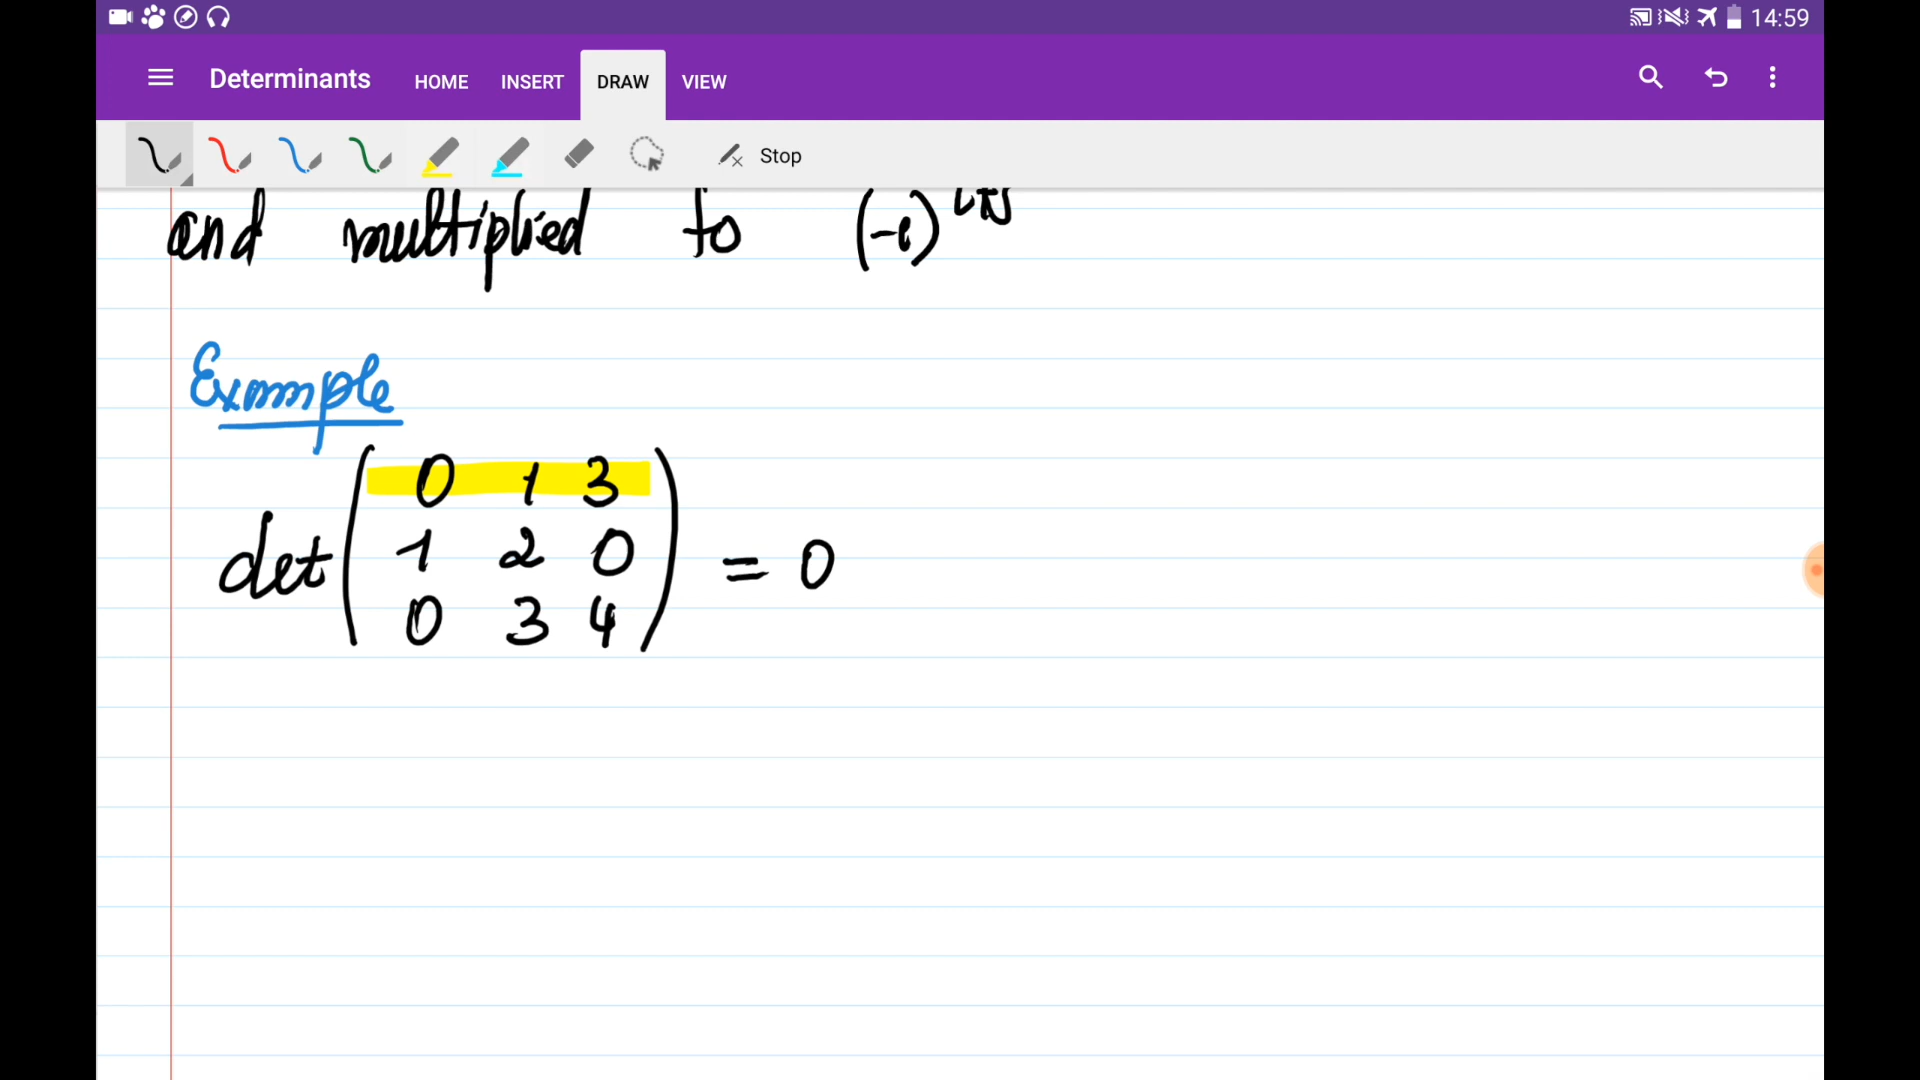 14:59
Determinants HOME INSERT DRAW VIEW
Stop
and multiplied to (-1)
Example
0 1 3
det 1 2 0 = 0
0 3 4